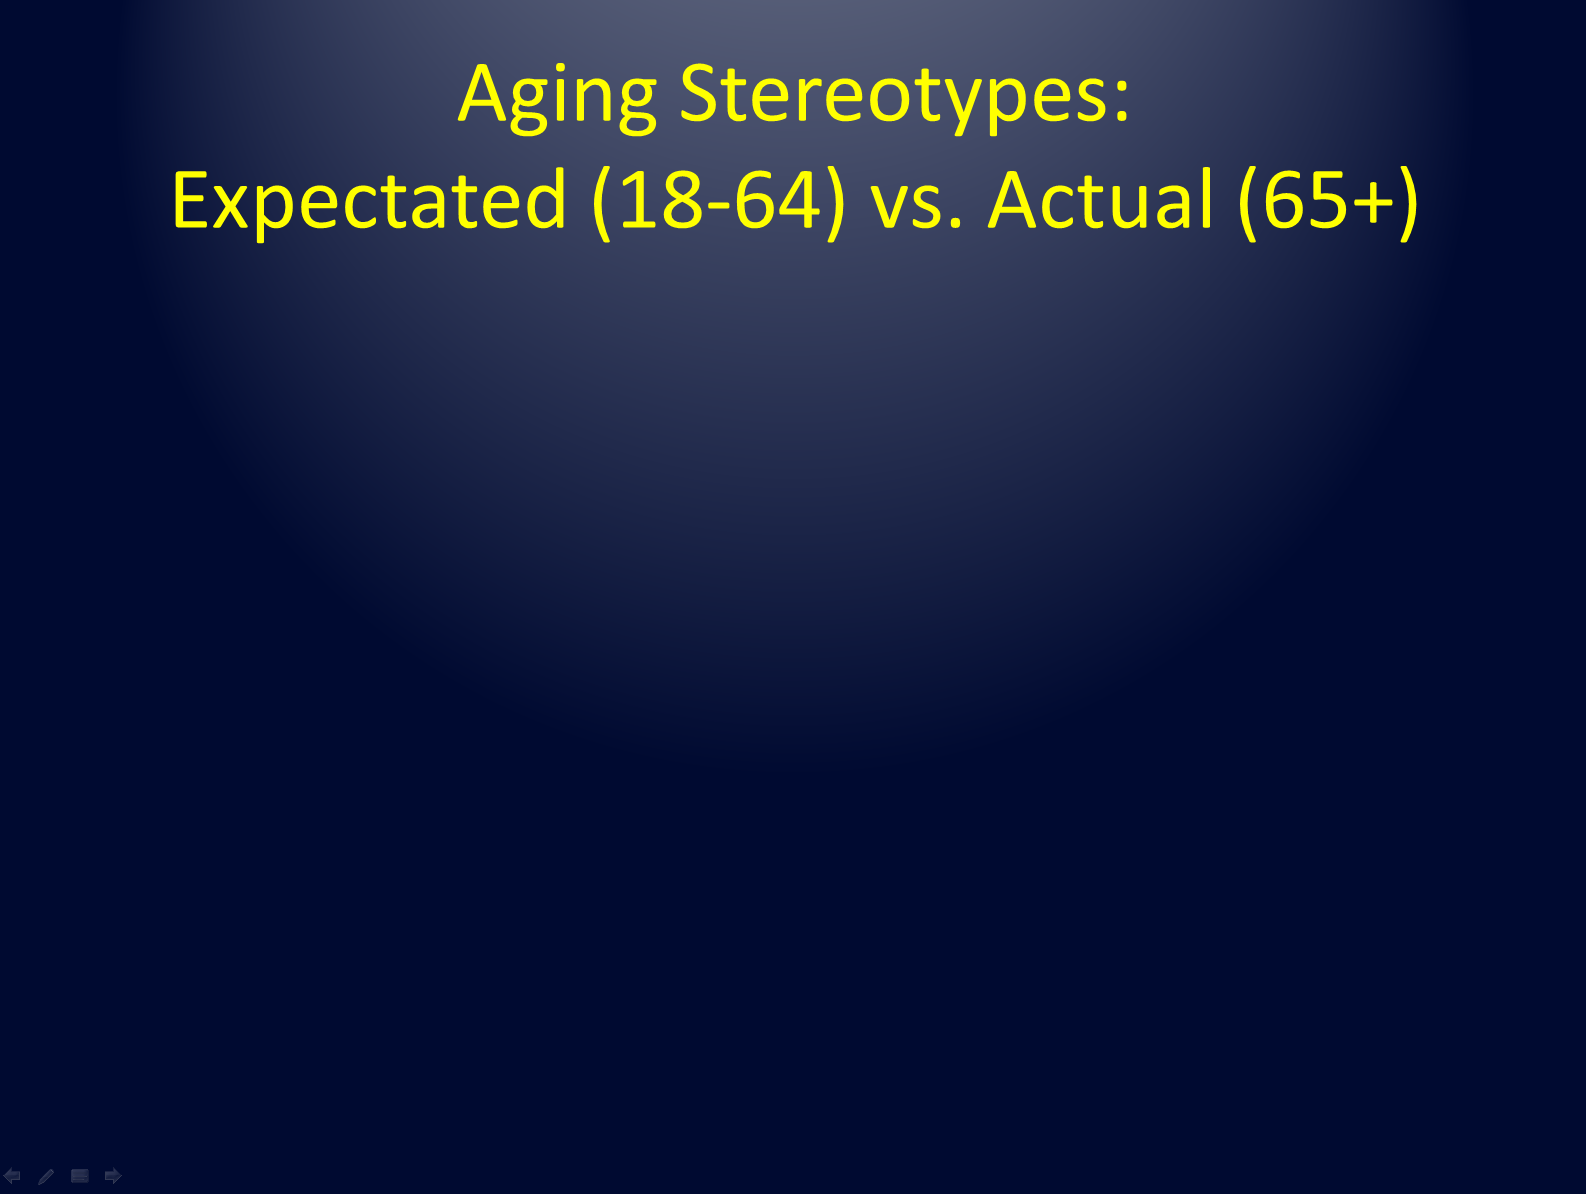 Aging Stereotypes:
Expectated (18-64) vs. Actual (65+)